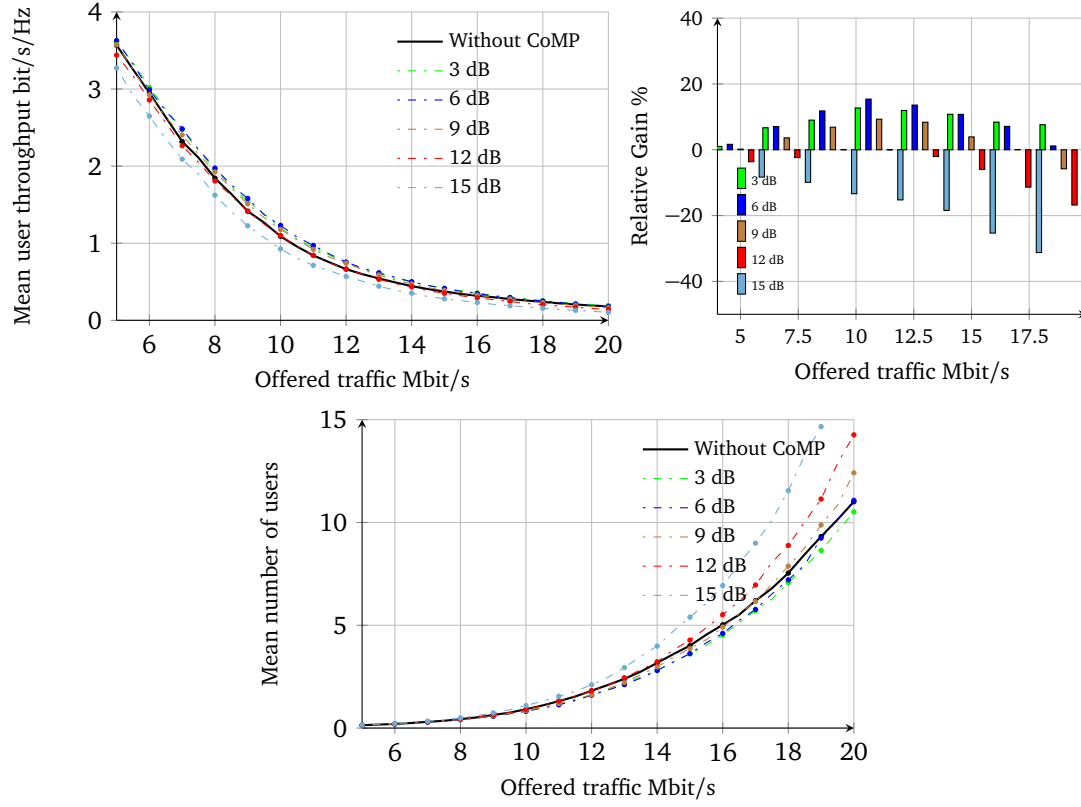 Mean user throughput bit/s/Hz
4
3
2
1
0
6
8
10
12
14
16
18
20
Offered traffic Mbit/s
Without CoMP
3 dB
6 dB
9 dB
12 dB
15 dB
Relative Gain %
40
20
0
−20
−40
5
7.5
10
12.5
15
17.5
Offered traffic Mbit/s
3 dB
6 dB
9 dB
12 dB
15 dB
Mean number of users
15
10
5
0
6
8
10
12
14
16
18
20
Offered traffic Mbit/s
Without CoMP
3 dB
6 dB
9 dB
12 dB
15 dB